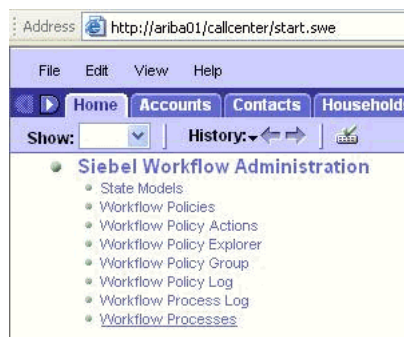 Address http://ariba01/callcenter/start.swe
File Edit View Help
Home Accounts Contacts Households
Show: History:
Siebel Workflow Administration
State Models
Workflow Policies
Workflow Policy Actions
Workflow Policy Explorer
Workflow Policy Group
Workflow Policy Log
Workflow Process Log
Workflow Processes